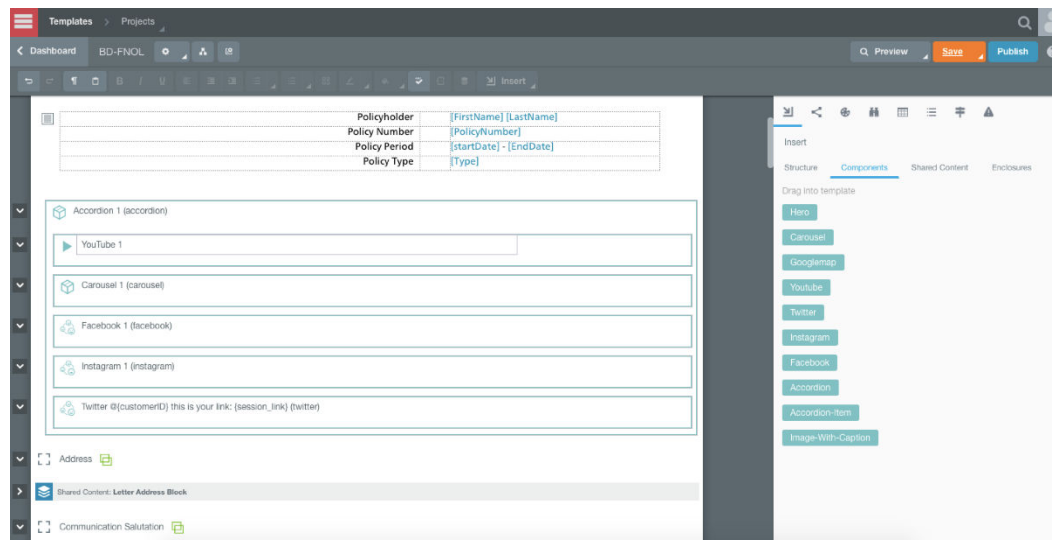 Templates > Projects
Dashboard BD-FNOL Preview Save Publish
B I U Insert
Policyholder [FirstName] [LastName]
Policy Number [PolicyNumber]
Policy Period [startDate] - [EndDate]
Policy Type [Type]
Accordion 1 (accordion)
YouTube 1
Carousel 1 (carousel)
Facebook 1 (facebook)
Instagram 1 (instagram)
Twitter @{customerID} this is your link: {session_link} (twitter)
Address
Shared Content: Letter Address Block
Communication Salutation
Insert
Structure Components Shared Content Enclosures
Drag into template
Hero
Carousel
Googlemap
Youtube
Twitter
Instagram
Facebook
Accordion
Accordion-Item
Image-With-Caption